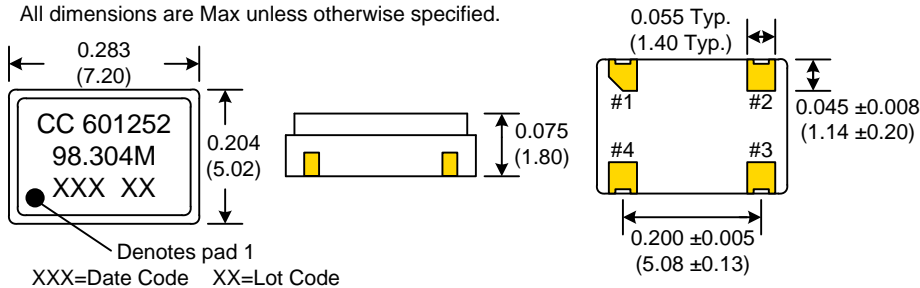 All dimensions are Max unless otherwise specified.
0.283
(7.20)
CC 601252
98.304M
XXX XX
0.204
(5.02)
Denotes pad 1
XXX=Date Code XX=Lot Code
0.075
(1.80)
0.055 Typ.
(1.40 Typ.)
#1
#2
#4
#3
0.045 ±0.008
(1.14 ±0.20)
0.200 ±0.005
(5.08 ±0.13)